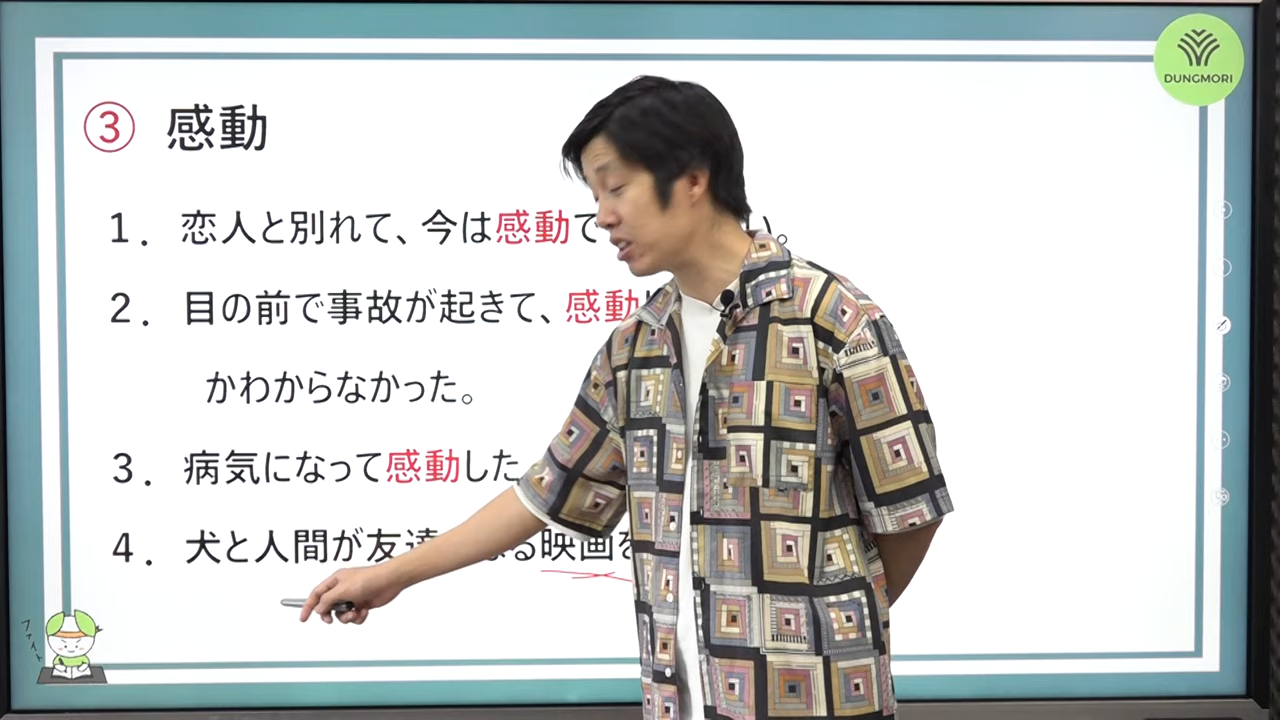 DUNGMORI
③ 感動
1. 恋人と別れて、今は感動で い。
2. 目の前で事故が起きて、感動
かわからなかった。
3. 病気になって感動した
4. 犬と人間が友達 る映画を
ファイト